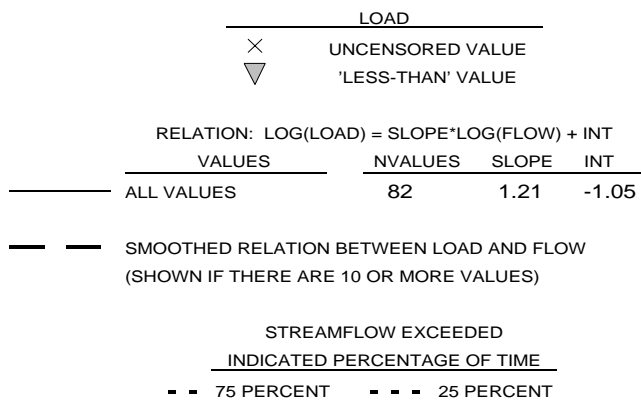 LOAD
UNCENSORED VALUE
'LESS-THAN' VALUE
RELATION: LOG(LOAD) = SLOPE*LOG(FLOW) + INT
VALUES NVALUES SLOPE INT
ALL VALUES 82 1.21 -1.05
SMOOTHED RELATION BETWEEN LOAD AND FLOW
(SHOWN IF THERE ARE 10 OR MORE VALUES)
STREAMFLOW EXCEEDED
INDICATED PERCENTAGE OF TIME
75 PERCENT 25 PERCENT